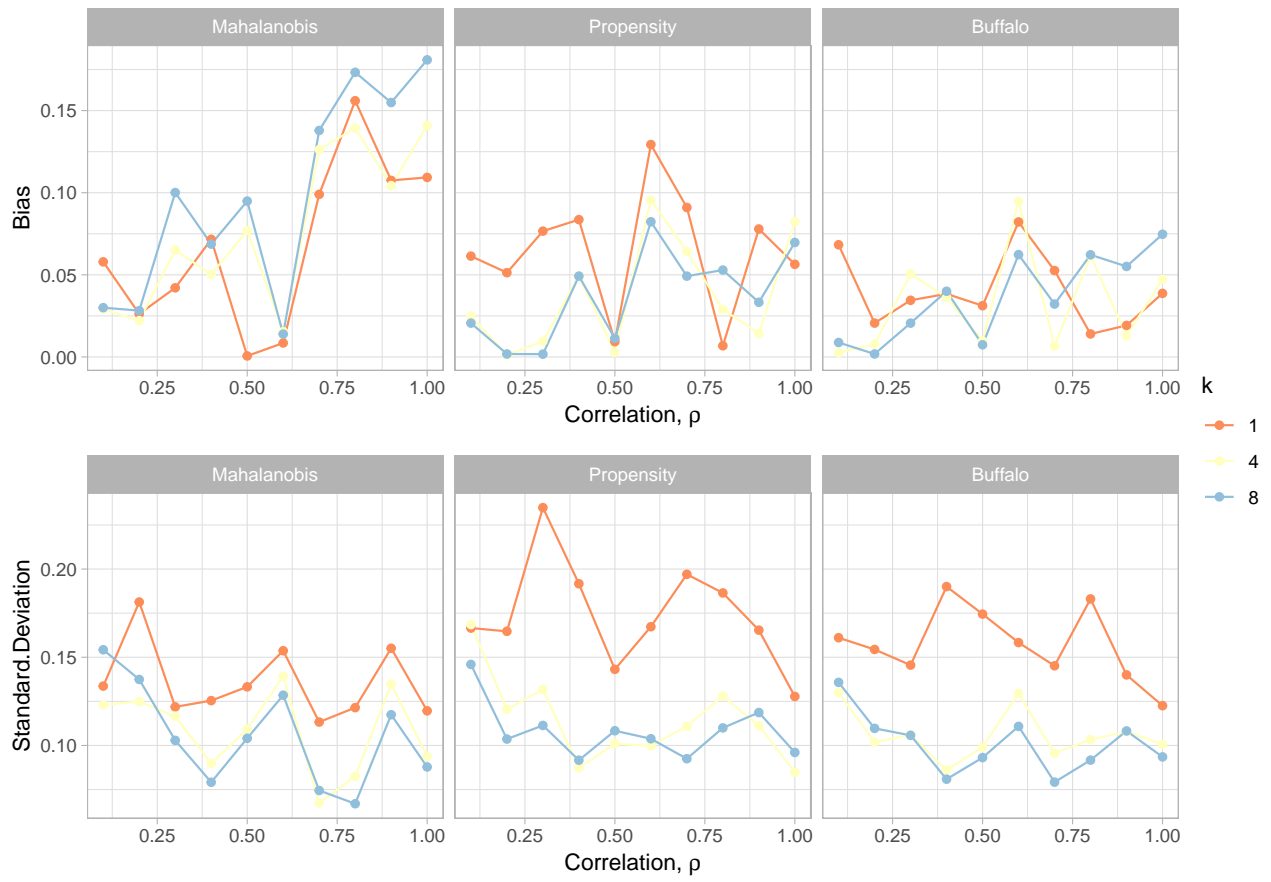 Mahalanobis Propensity Buffalo
0.15
0.10
0.05
0.00
Bias
0.25 0.50 0.75 1.00 0.25 0.50 0.75 1.00 0.25 0.50 0.75 1.00
Correlation, ρ
Mahalanobis Propensity Buffalo
0.20
0.15
0.10
Standard.Deviation
0.25 0.50 0.75 1.00 0.25 0.50 0.75 1.00 0.25 0.50 0.75 1.00
Correlation, ρ
k
1
4
8